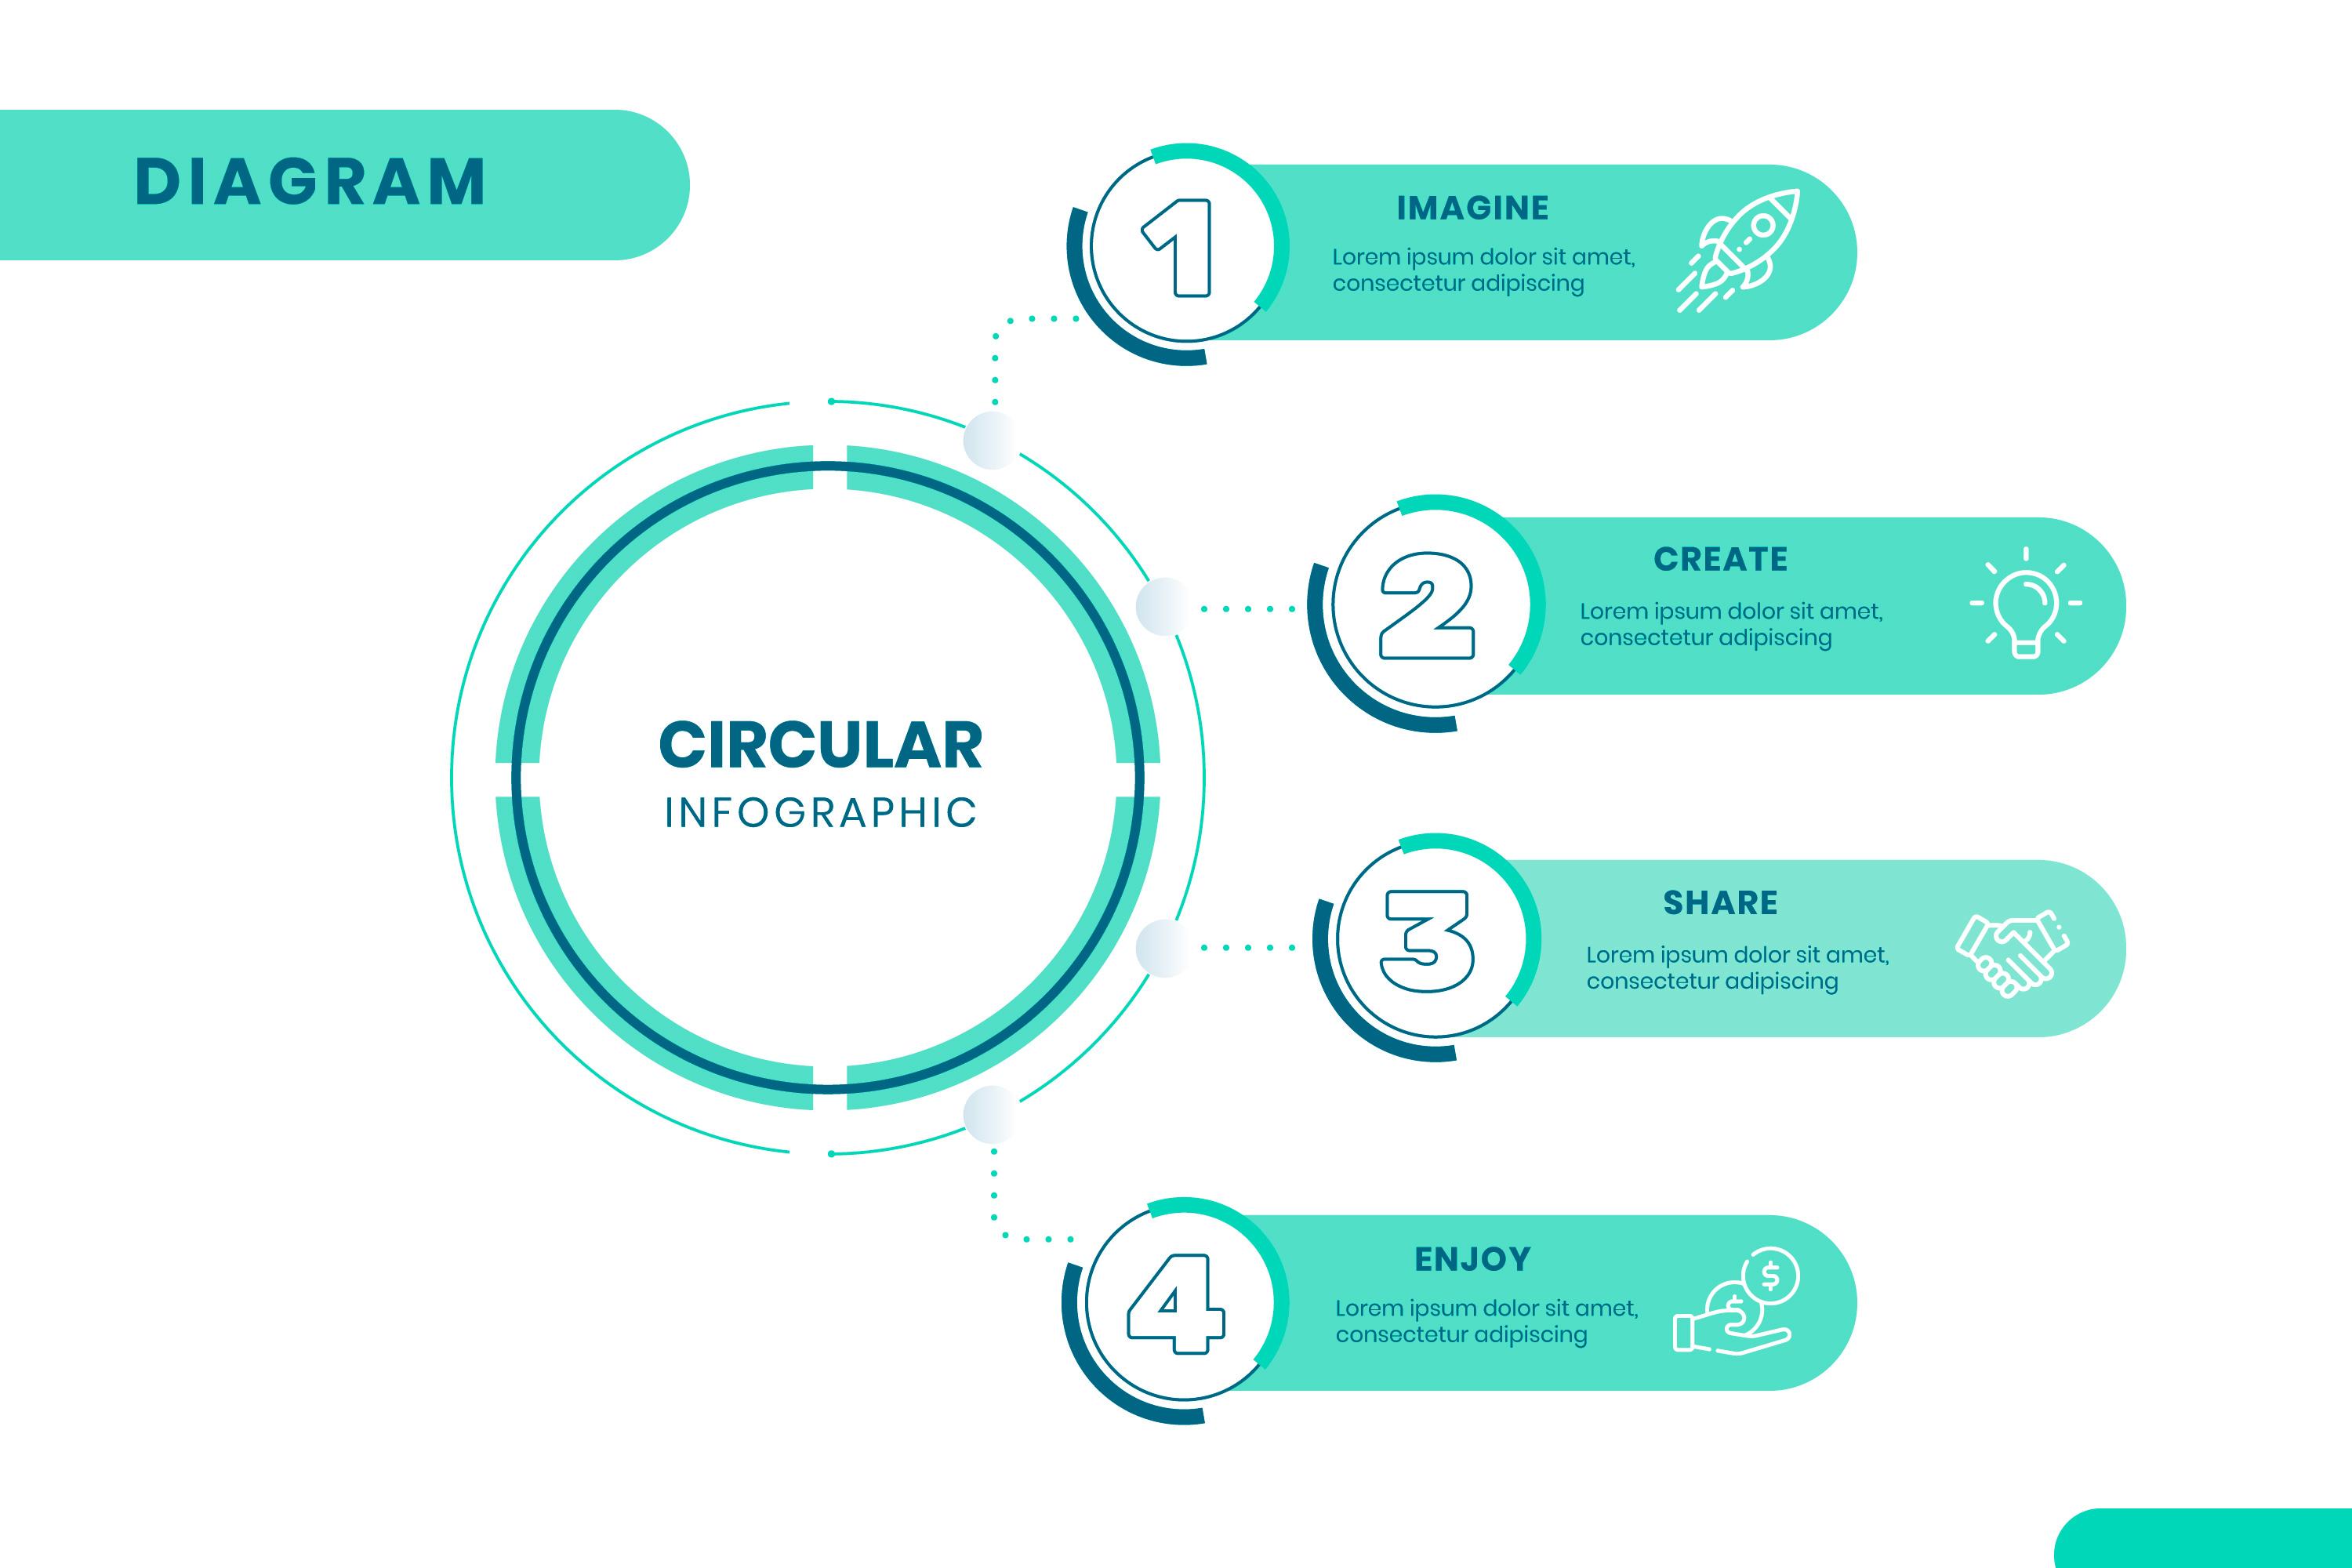 DIAGRAM
CIRCULAR
INFOGRAPHIC
1
IMAGINE
Lorem ipsum dolor sit amet,
consectetur adipiscing
2
CREATE
Lorem ipsum dolor sit amet,
consectetur adipiscing
3
SHARE
Lorem ipsum dolor sit amet,
consectetur adipiscing
4
ENJOY
Lorem ipsum dolor sit amet,
consectetur adipiscing
$